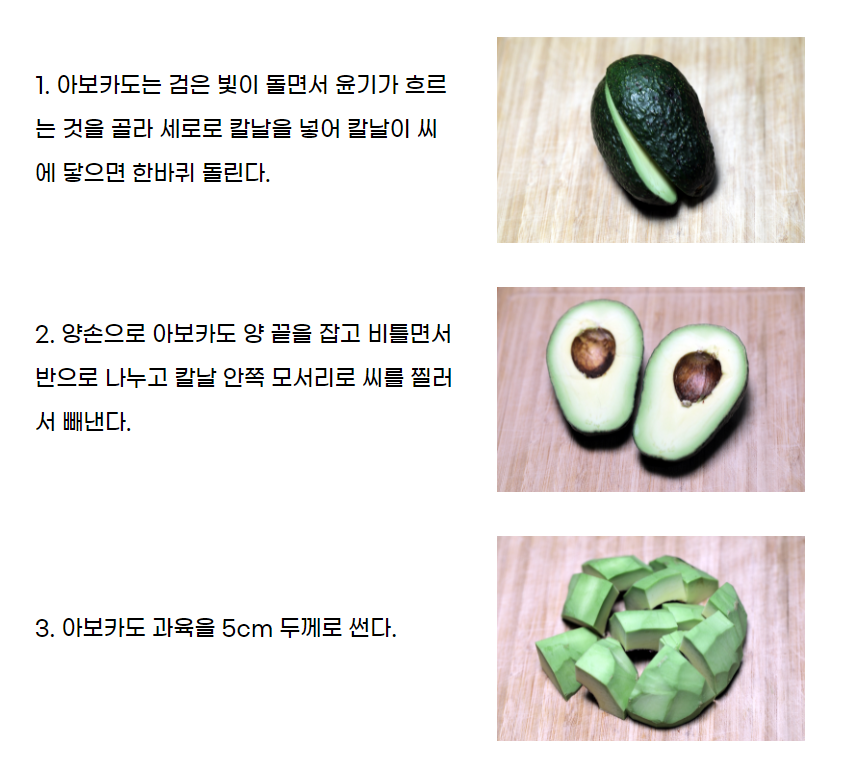 1. 아보카도는 검은 빛이 돌면서 윤기가 흐르
는 것을 골라 세로로 칼날을 넣어 칼날이 씨
에 닿으면 한바퀴 돌린다.
2. 양손으로 아보카도 양 끝을 잡고 비틀면서
반으로 나누고 칼날 안쪽 모서리로 씨를 찔러
서 빼낸다.
3. 아보카도 과육을 5cm 두께로 썬다.